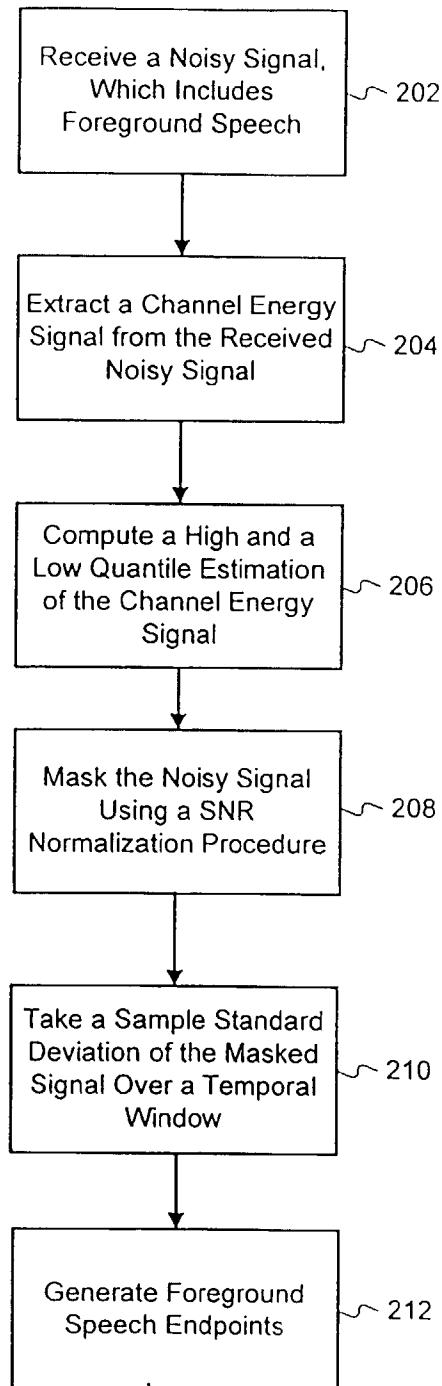 Receive a Noisy Signal,
Which Includes
Foreground Speech
202
Extract a Channel Energy
Signal from the Received
Noisy Signal
204
Compute a High and a
Low Quantile Estimation
of the Channel Energy
Signal
206
Mask the Noisy Signal
Using a SNR
Normalization Procedure
208
Take a Sample Standard
Deviation of the Masked
Signal Over a Temporal
Window
210
Generate Foreground
Speech Endpoints
212